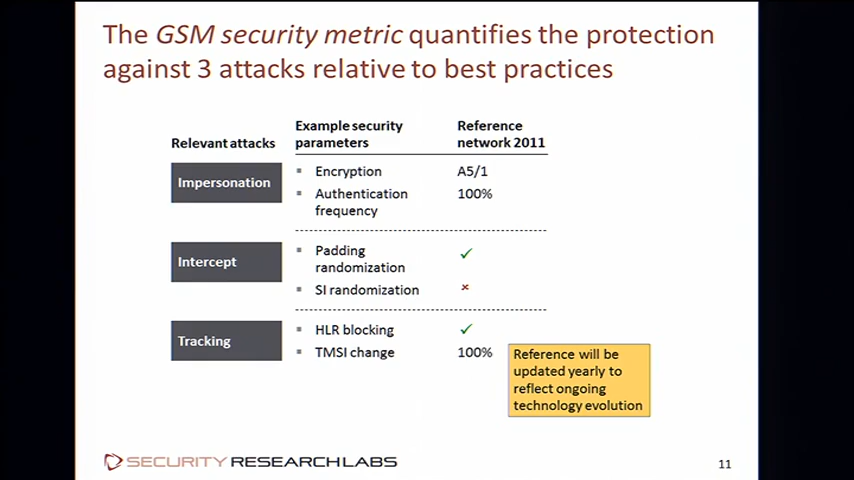 The GSM security metric quantifies the protection
against 3 attacks relative to best practices
Relevant attacks
Example security
parameters
Reference
network 2011
Impersonation
Encryption
A5/1
Authentication
frequency
100%
Intercept
Padding
randomization
✓
SI randomization
×
Tracking
HLR blocking
✓
TMSI change
100%
Reference will be
updated yearly to
reflect ongoing
technology evolution
SECURITY RESEARCH LABS
11